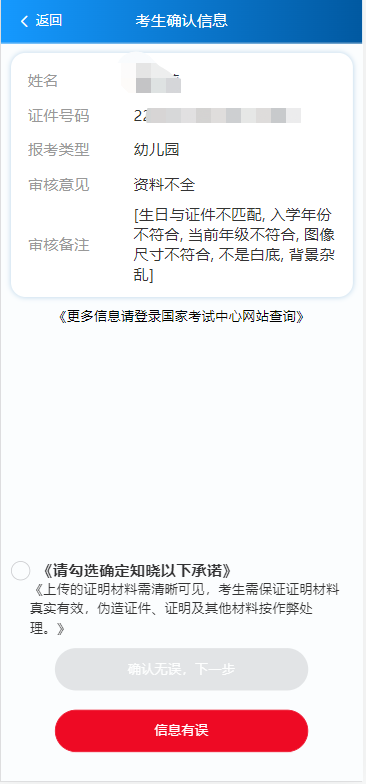 返回
考生确认信息
姓名
证件号码 22
报考类型 幼儿园
审核意见 资料不全
审核备注
[生日与证件不匹配, 入学年份
不符合, 当前年级不符合, 图像
尺寸不符合, 不是白底, 背景杂
乱]
《更多信息请登录国家考试中心网站查询》
《请勾选确定知晓以下承诺》
《上传的证明材料需清晰可见，考生需保证证明材料
真实有效，伪造证件、证明及其他材料按作弊处
理。》
确认无误，下一步
信息有误